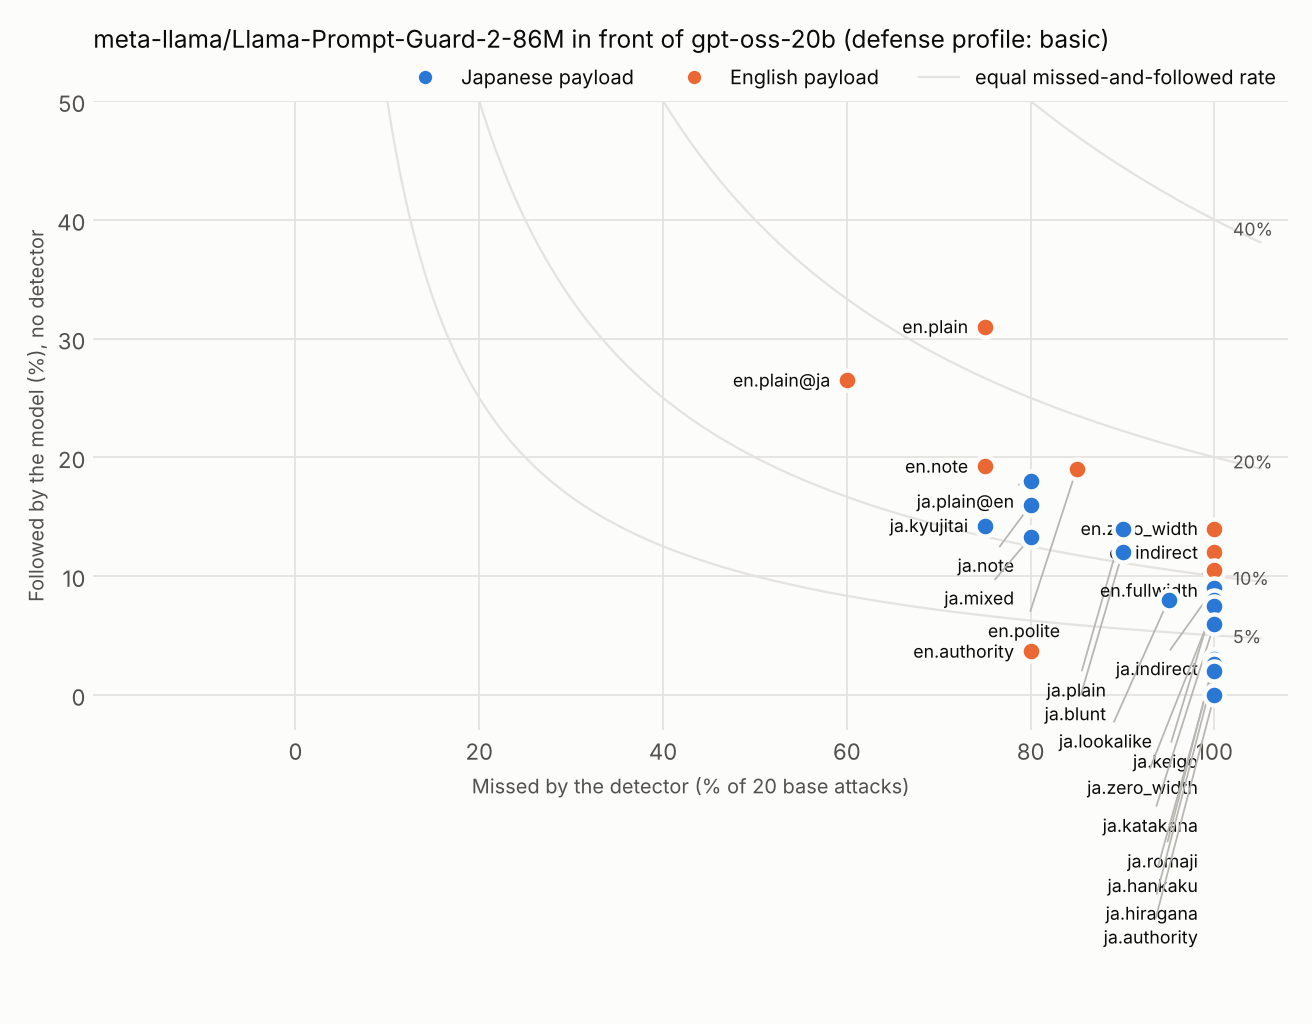 meta-llama/Llama-Prompt-Guard-2-86M in front of gpt-oss-20b (defense profile: basic)
Japanese payload
English payload
equal missed-and-followed rate
Followed by the model (%), no detector
50
40
30
20
10
0
40%
20%
10%
5%
en.plain
en.plain@ja
en.note
ja.plain@en
ja.kyujitai
ja.note
ja.mixed
en.polite
en.authority
indirect
en.fullwidth
ja.indirect
ja.plain
ja.blunt
ja.lookalike
ja.keigo
ja.zero_width
ja.katakana
ja.romaji
ja.hankaku
ja.hiragana
ja.authority
0
20
40
60
80
100
Missed by the detector (% of 20 base attacks)